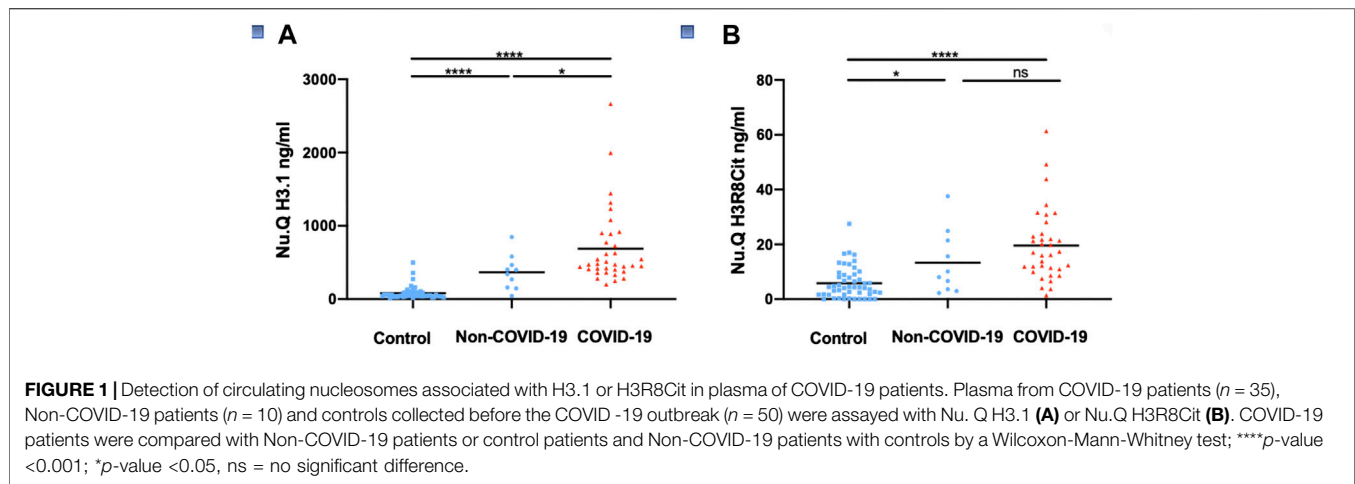 A
B
****
****
*
3000
2000
1000
0
Nu.Q H3.1 ng/ml
Control
Non-COVID-19
COVID-19
****
*
ns
80
60
40
20
0
Nu.Q H3R8Cit ng/ml
Control
Non-COVID-19
COVID-19
FIGURE 1 | Detection of circulating nucleosomes associated with H3.1 or H3R8Cit in plasma of COVID-19 patients. Plasma from COVID-19 patients (n = 35),
Non-COVID-19 patients (n = 10) and controls collected before the COVID -19 outbreak (n = 50) were assayed with Nu. Q H3.1 (A) or Nu.Q H3R8Cit (B). COVID-19
patients were compared with Non-COVID-19 patients or control patients and Non-COVID-19 patients with controls by a Wilcoxon-Mann-Whitney test; ****p-value
<0.001; *p-value <0.05, ns = no significant difference.